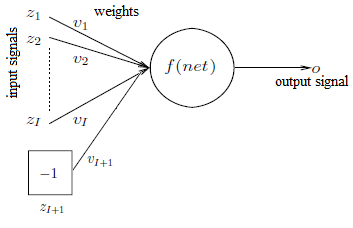 weights
z1
v1
z2
v2
input signals
f(net)
o
output signal
zI
vI
vI+1
−1
zI+1